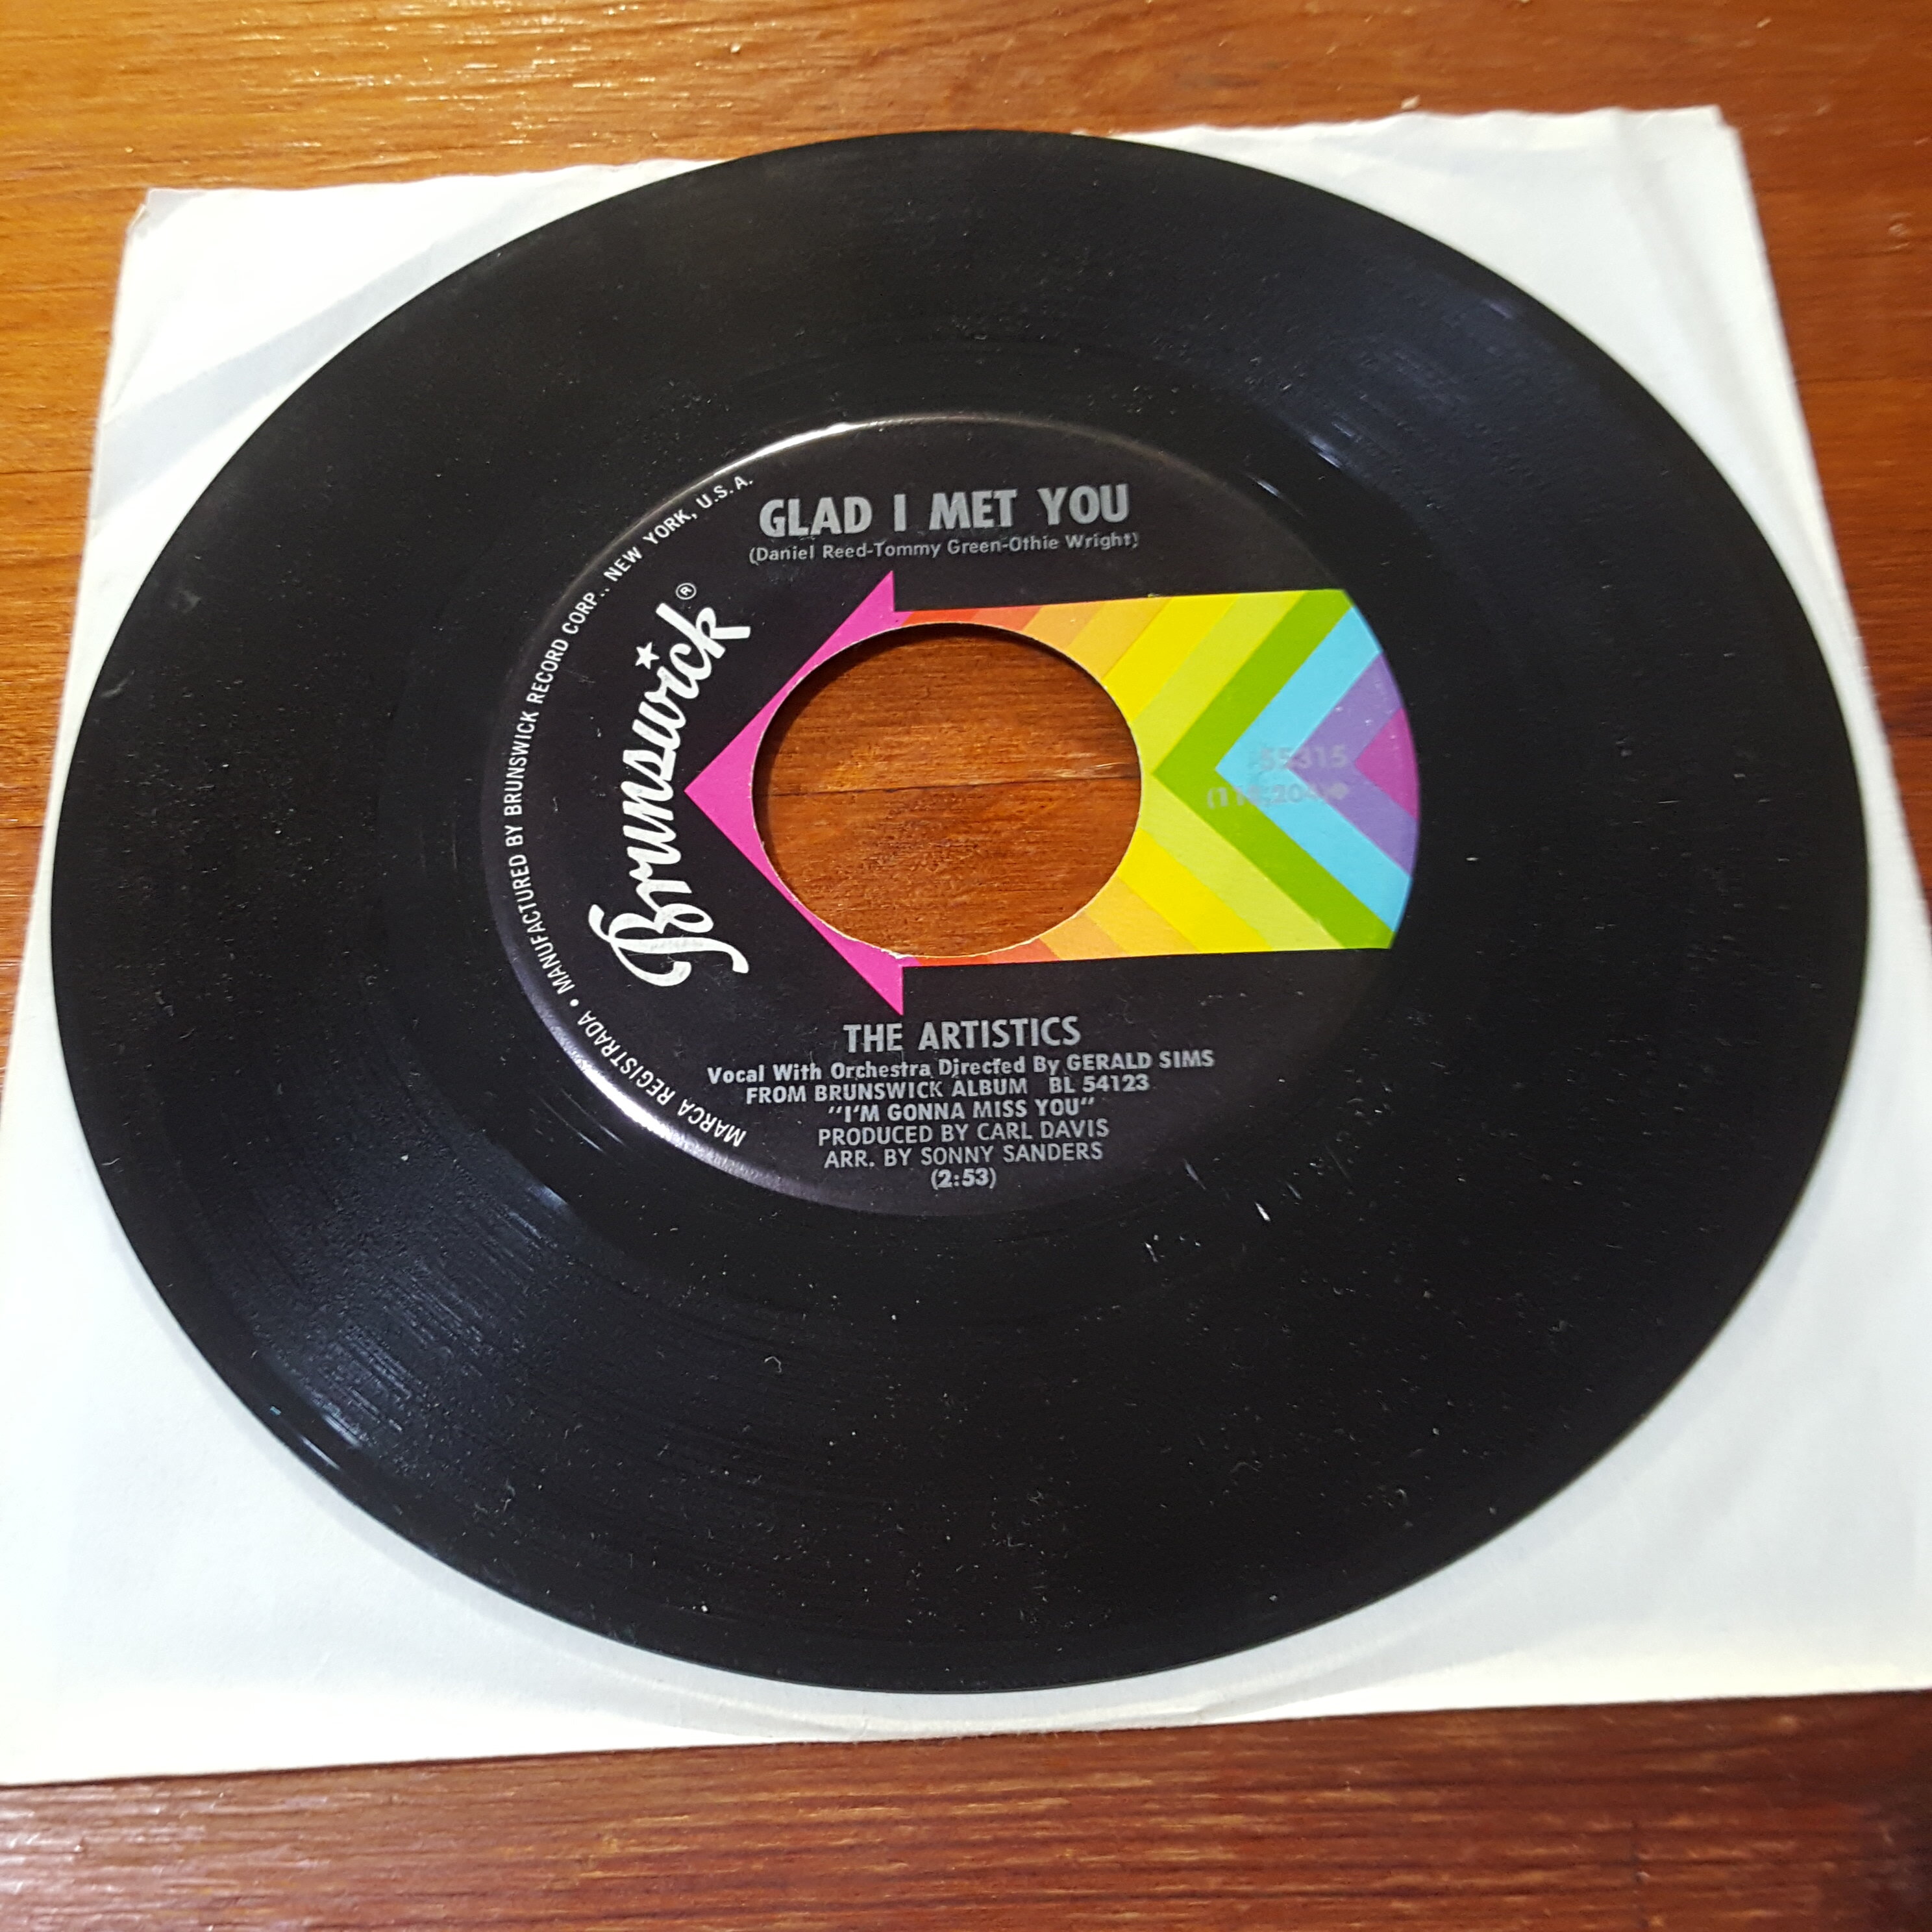 GLAD I MET YOU
(Daniel Reed-Tommy Green-Othie Wright)
Brunswick®
55315
THE ARTISTICS
Vocal With Orchestra Directed By GERALD SIMS
FROM BRUNSWICK ALBUM BL 54123
"I'M GONNA MISS YOU"
PRODUCED BY CARL DAVIS
ARR. BY SONNY SANDERS
(2:53)
MARCA REGISTRADA • MANUFACTURED BY BRUNSWICK RECORD CORP., NEW YORK, U.S.A.